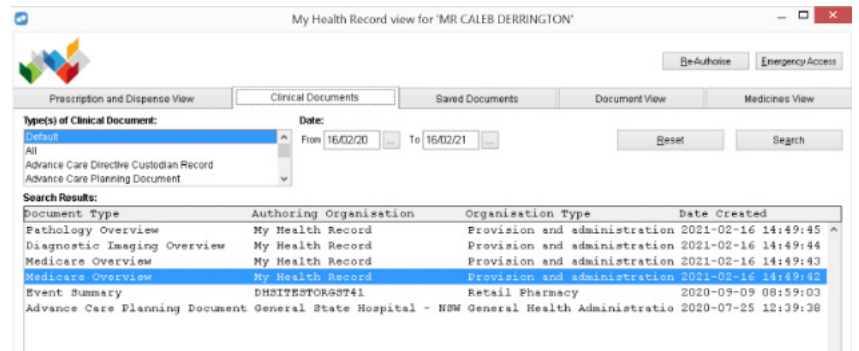 My Health Record view for 'MR CALEB DERRINGTON'
Re-Authorise Emergency Access
Prescription and Dispense View Clinical Documents Saved Documents Document View Medicines View
Type(s) of Clinical Document: Date:
Default
From 16/02/20 ... To 16/02/21 ... Reset Search
All
Advance Care Directive Custodian Record
Advance Care Planning Document
Search Results:
Document Type Authoring Organisation Organisation Type Date Created
Pathology Overview My Health Record Provision and administration 2021-02-16 14:49:45
Diagnostic Imaging Overview My Health Record Provision and administration 2021-02-16 14:49:44
Medicare Overview My Health Record Provision and administration 2021-02-16 14:49:43
Medicare Overview My Health Record Provision and administration 2021-02-16 14:49:42
Event Summary DHSITESTORGST41 Retail Pharmacy 2020-09-09 08:59:03
Advance Care Planning Document General State Hospital - NSW General Health Administratio 2020-07-25 12:39:38